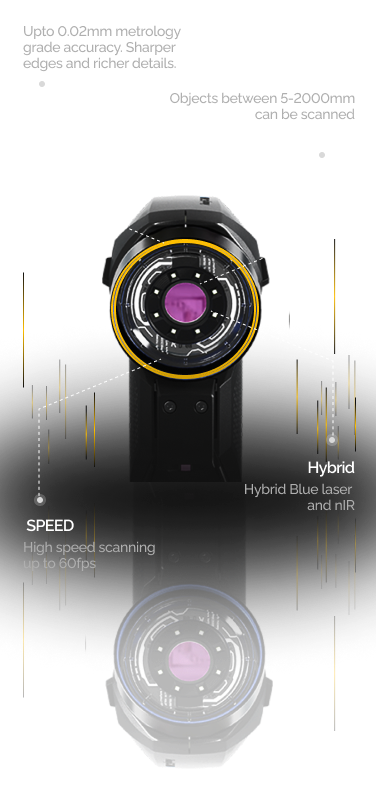 Upto 0.02mm metrology
grade accuracy. Sharper
edges and richer details.
Objects between 5-2000mm
can be scanned
Hybrid
Hybrid Blue laser
and nIR
SPEED
High speed scanning
up to 60fps